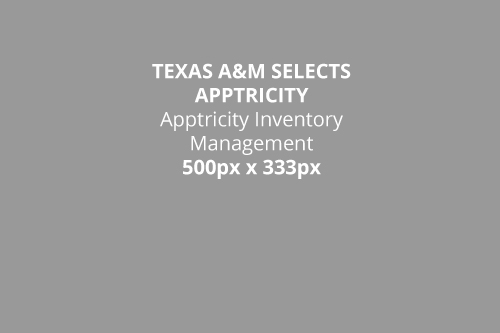 TEXAS A&M SELECTS
APPTRICITY
Apptricity Inventory
Management
500px x 333px